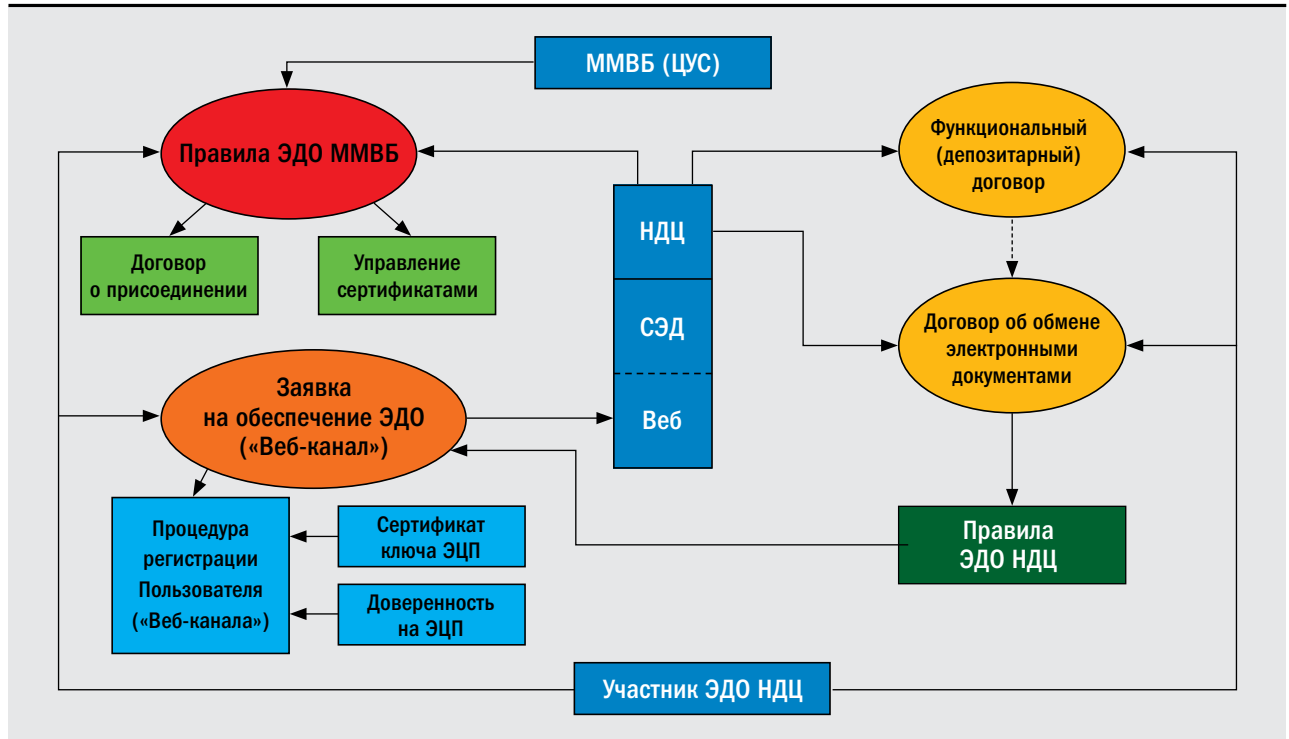 ММВБ (ЦУС)
Правила ЭДО ММВБ
Функциональный
(депозитарный)
договор
НДЦ
СЭД
Веб
Договор
о присоединении
Управление
сертификатами
Договор об обмене
электронными
документами
Заявка
на обеспечение ЭДО
(«Веб-канал»)
Процедура
регистрации
Пользователя
(«Веб-канала»)
Сертификат
ключа ЭЦП
Доверенность
на ЭЦП
Правила
ЭДО НДЦ
Участник ЭДО НДЦ